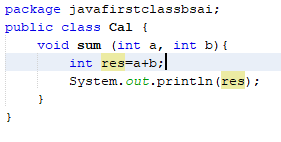 package javafirstclassbsai;
public class Cal {
    void sum (int a, int b){
        int res=a+b;
        System.out.println(res);
    }
}